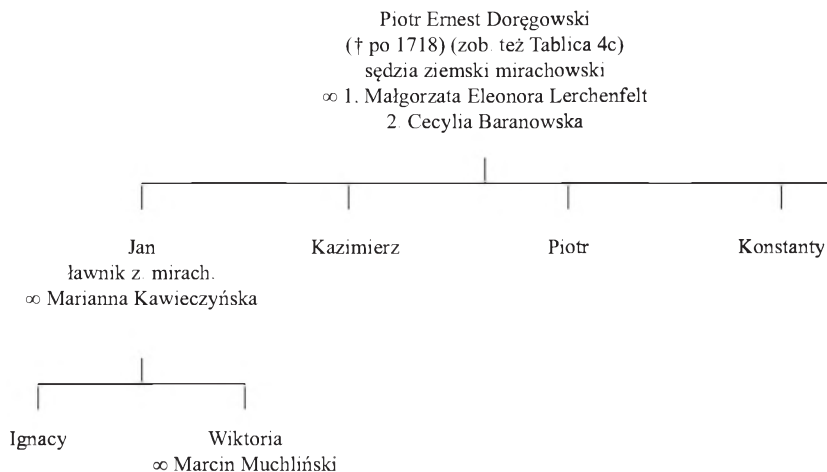 Piotr Ernest Doręgowski
(† po 1718) (zob. też Tablica 4c)
sędzia ziemski mirachowski
∞ 1. Małgorzata Eleonora Lerchenfelt
2. Cecylia Baranowska
Jan
ławnik z. mirach.
∞ Marianna Kawieczyńska
Kazimierz
Piotr
Konstanty
Ignacy
Wiktoria
∞ Marcin Muchliński